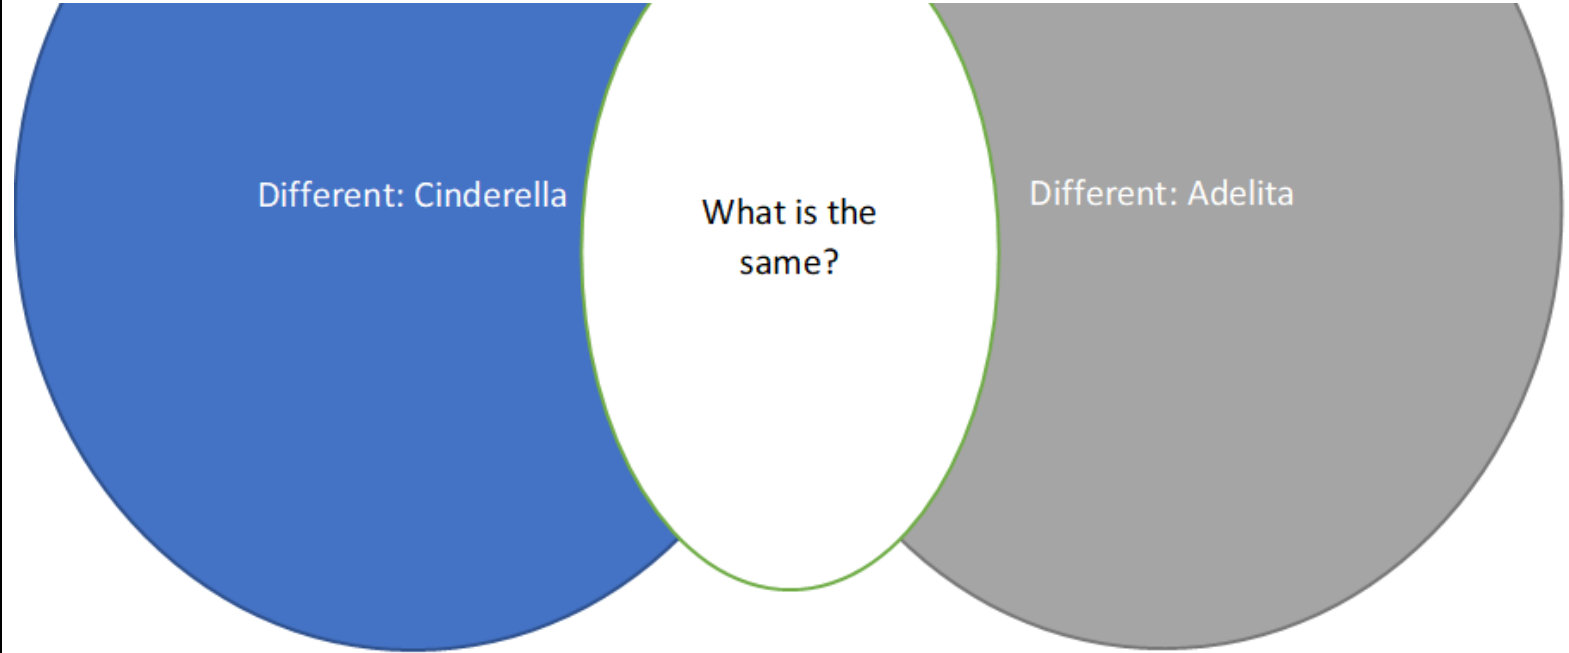 Different: Cinderella
What is the
same?
Different: Adelita